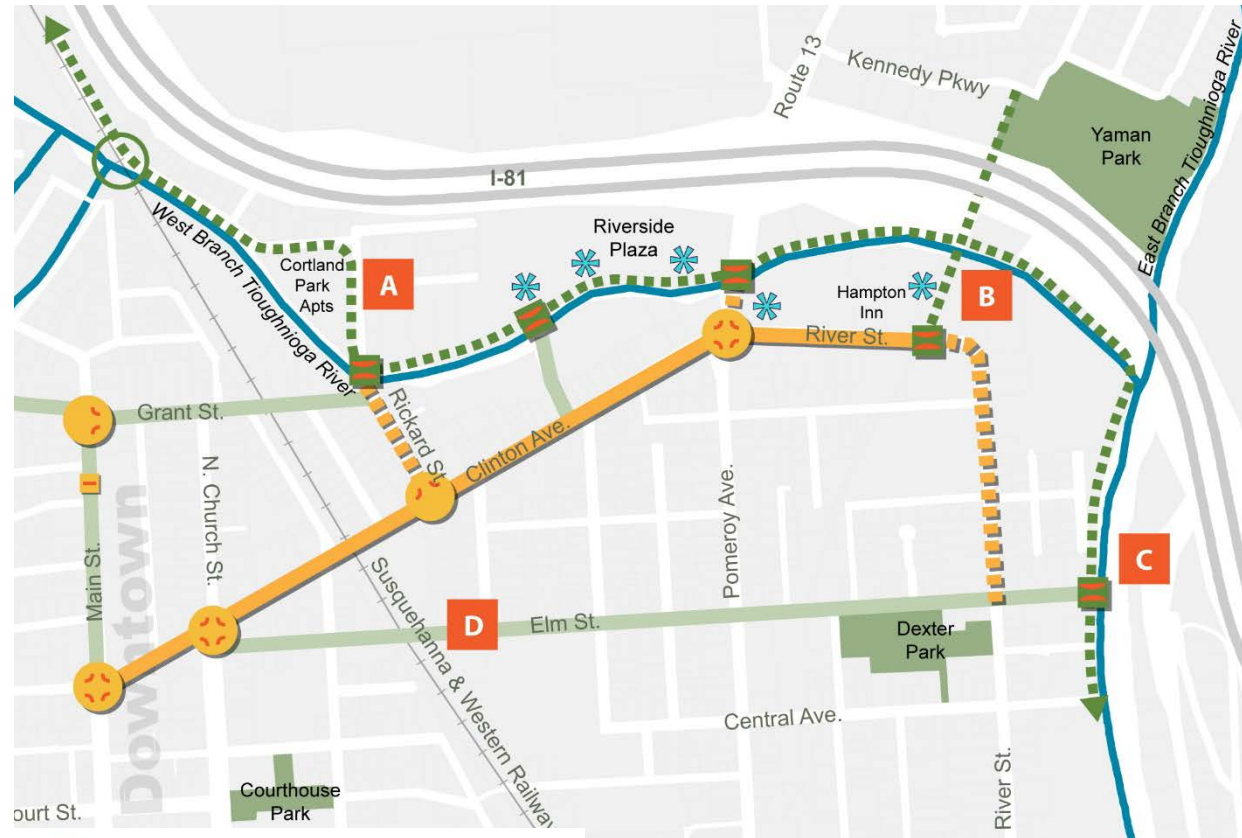 Route 13
Kennedy Pkwy
East Branch Tioughnioga River
Yaman
Park
I-81
West Branch Tioughnioga River
Riverside
Plaza
Cortland
Park
Apts
A
Hampton
Inn
B
River St.
Grant St.
Rickard St.
Clinton Ave.
Main St.
Downtown
N. Church St.
Susquehanna & Western Railway
Pomeroy Ave.
C
D
Elm St.
Dexter
Park
Central Ave.
River St.
Courthouse
Park
ourt St.